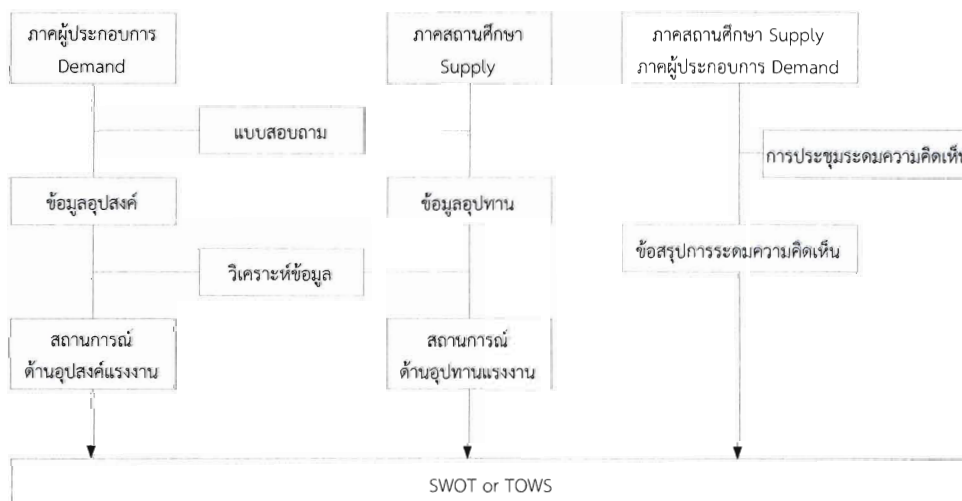 ภาคผู้ประกอบการ
Demand
ภาคสถานศึกษา
Supply
ภาคสถานศึกษา Supply
ภาคผู้ประกอบการ Demand
แบบสอบถาม
การประชุมระดมความคิดเห็น
ข้อมูลอุปสงค์
ข้อมูลอุปทาน
ข้อสรุปการระดมความคิดเห็น
วิเคราะห์ข้อมูล
สถานการณ์
ด้านอุปสงค์แรงงาน
สถานการณ์
ด้านอุปทานแรงงาน
SWOT or TOWS